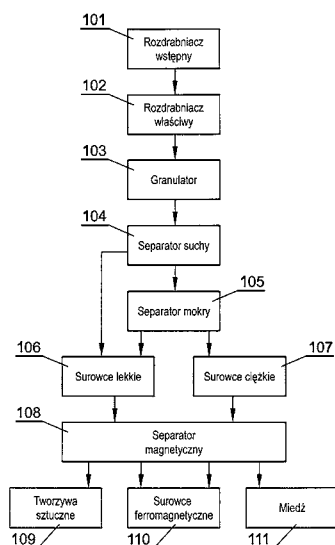 101
Rozdrabniacz
wstępny
102
Rozdrabniacz
właściwy
103
Granulator
104
Separator suchy
105
Separator mokry
106
Surowce lekkie
107
Surowce ciężkie
108
Separator
magnetyczny
Tworzywa
sztuczne
109
Surowce
ferromagnetyczne
110
Miedź
111